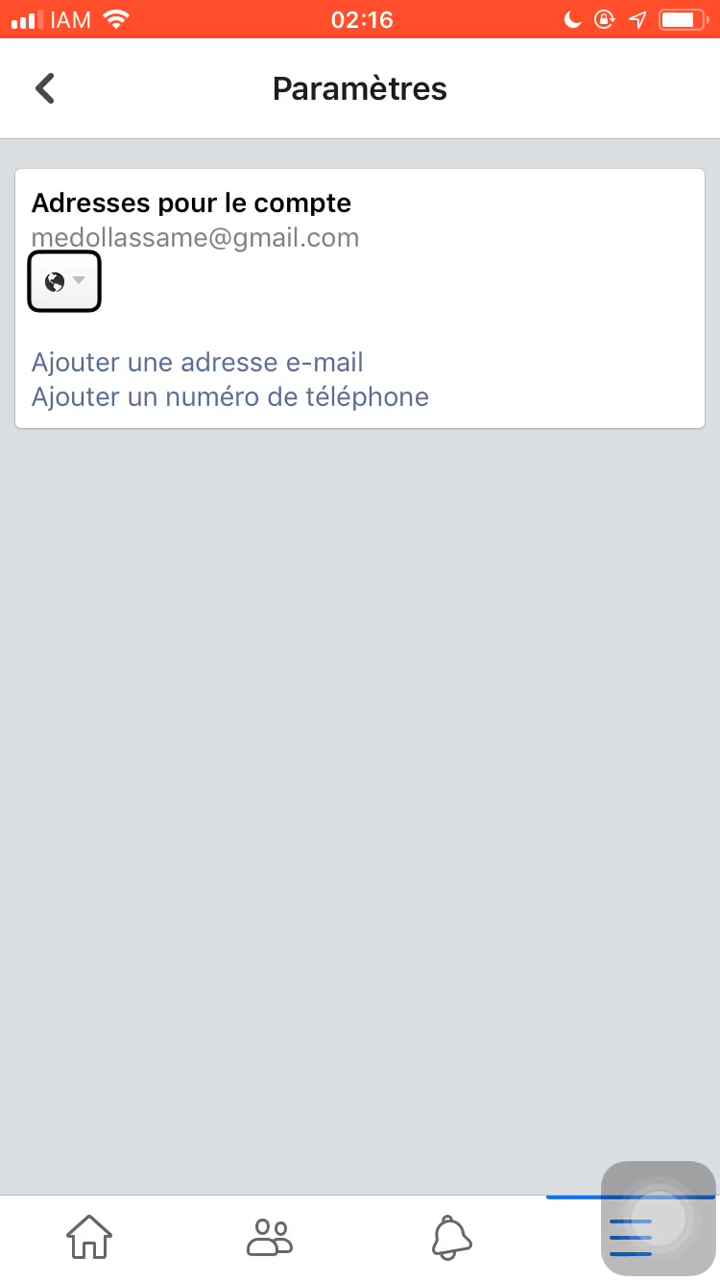 IAM 02:16
Paramètres
Adresses pour le compte
medollassame@gmail.com
Ajouter une adresse e-mail
Ajouter un numéro de téléphone